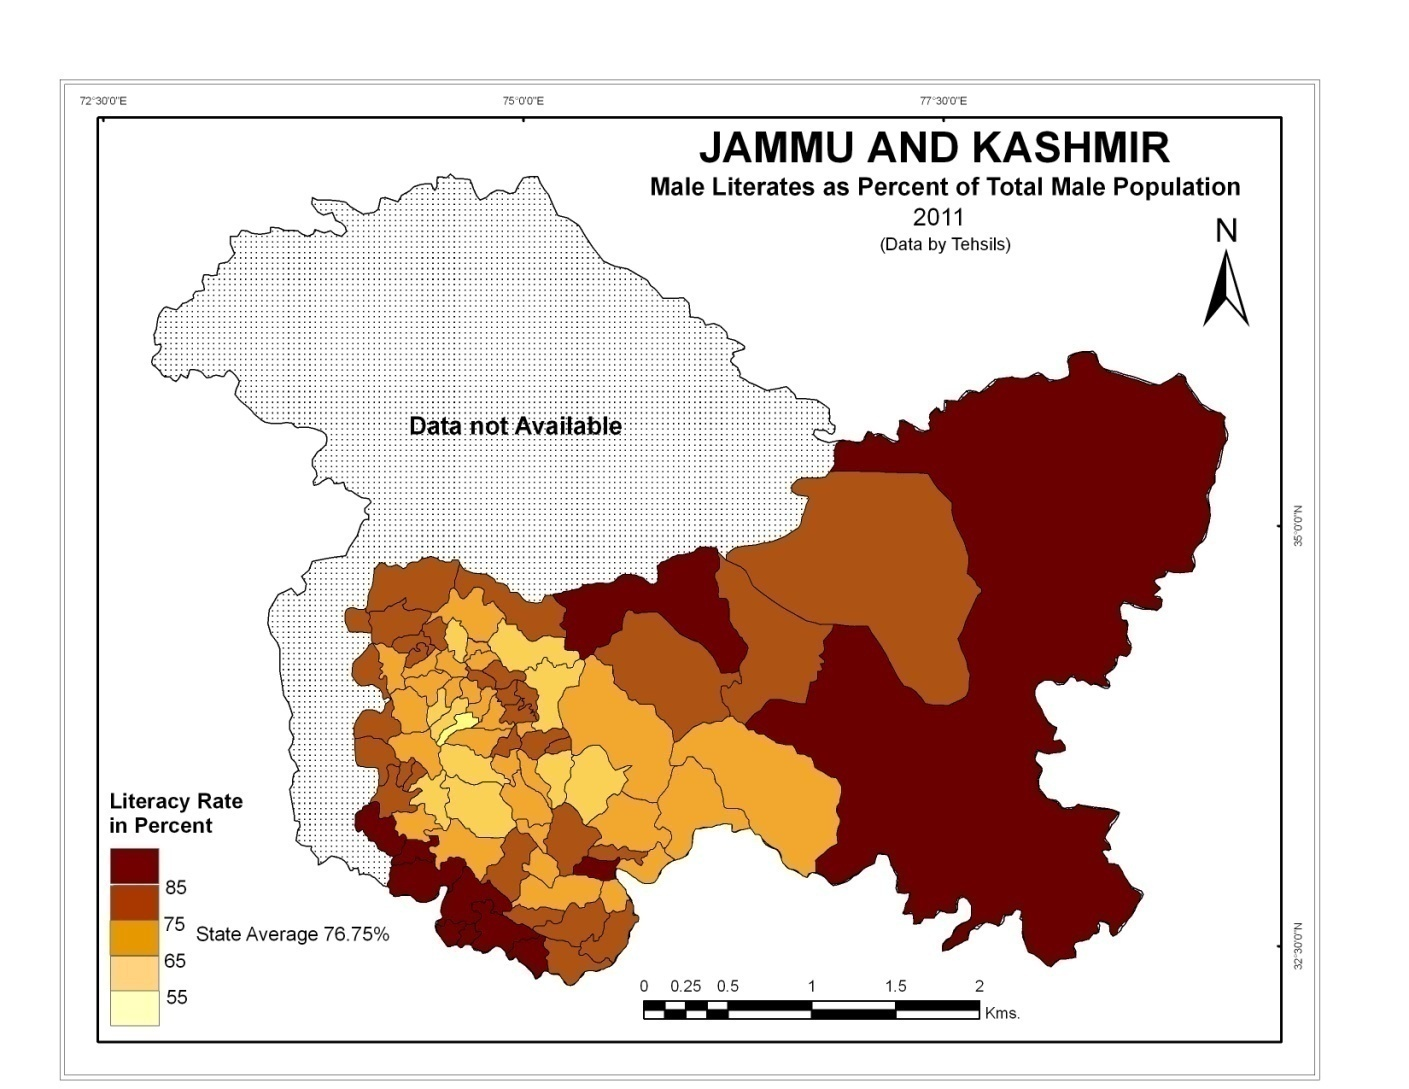 72°30'0"E 75°0'0"E 77°30'0"E
JAMMU AND KASHMIR
Male Literates as Percent of Total Male Population
2011
(Data by Tehsils)
N
Data not Available
35°0'0"N
Literacy Rate
in Percent
85
75
State Average 76.75%
65
55
32°30'0"N
0 0.25 0.5 1 1.5 2
Kms.